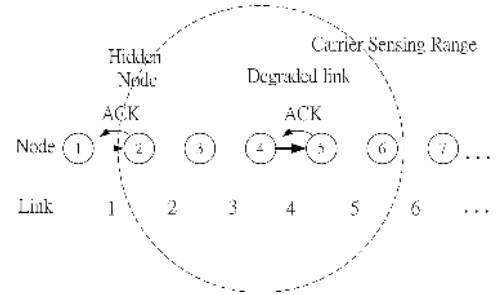 Carrier Sensing Range
Hidden
Node
Degraded link
ACK ACK
Node 1 2 3 4 5 6 7 ...
Link 1 2 3 4 5 6 ...